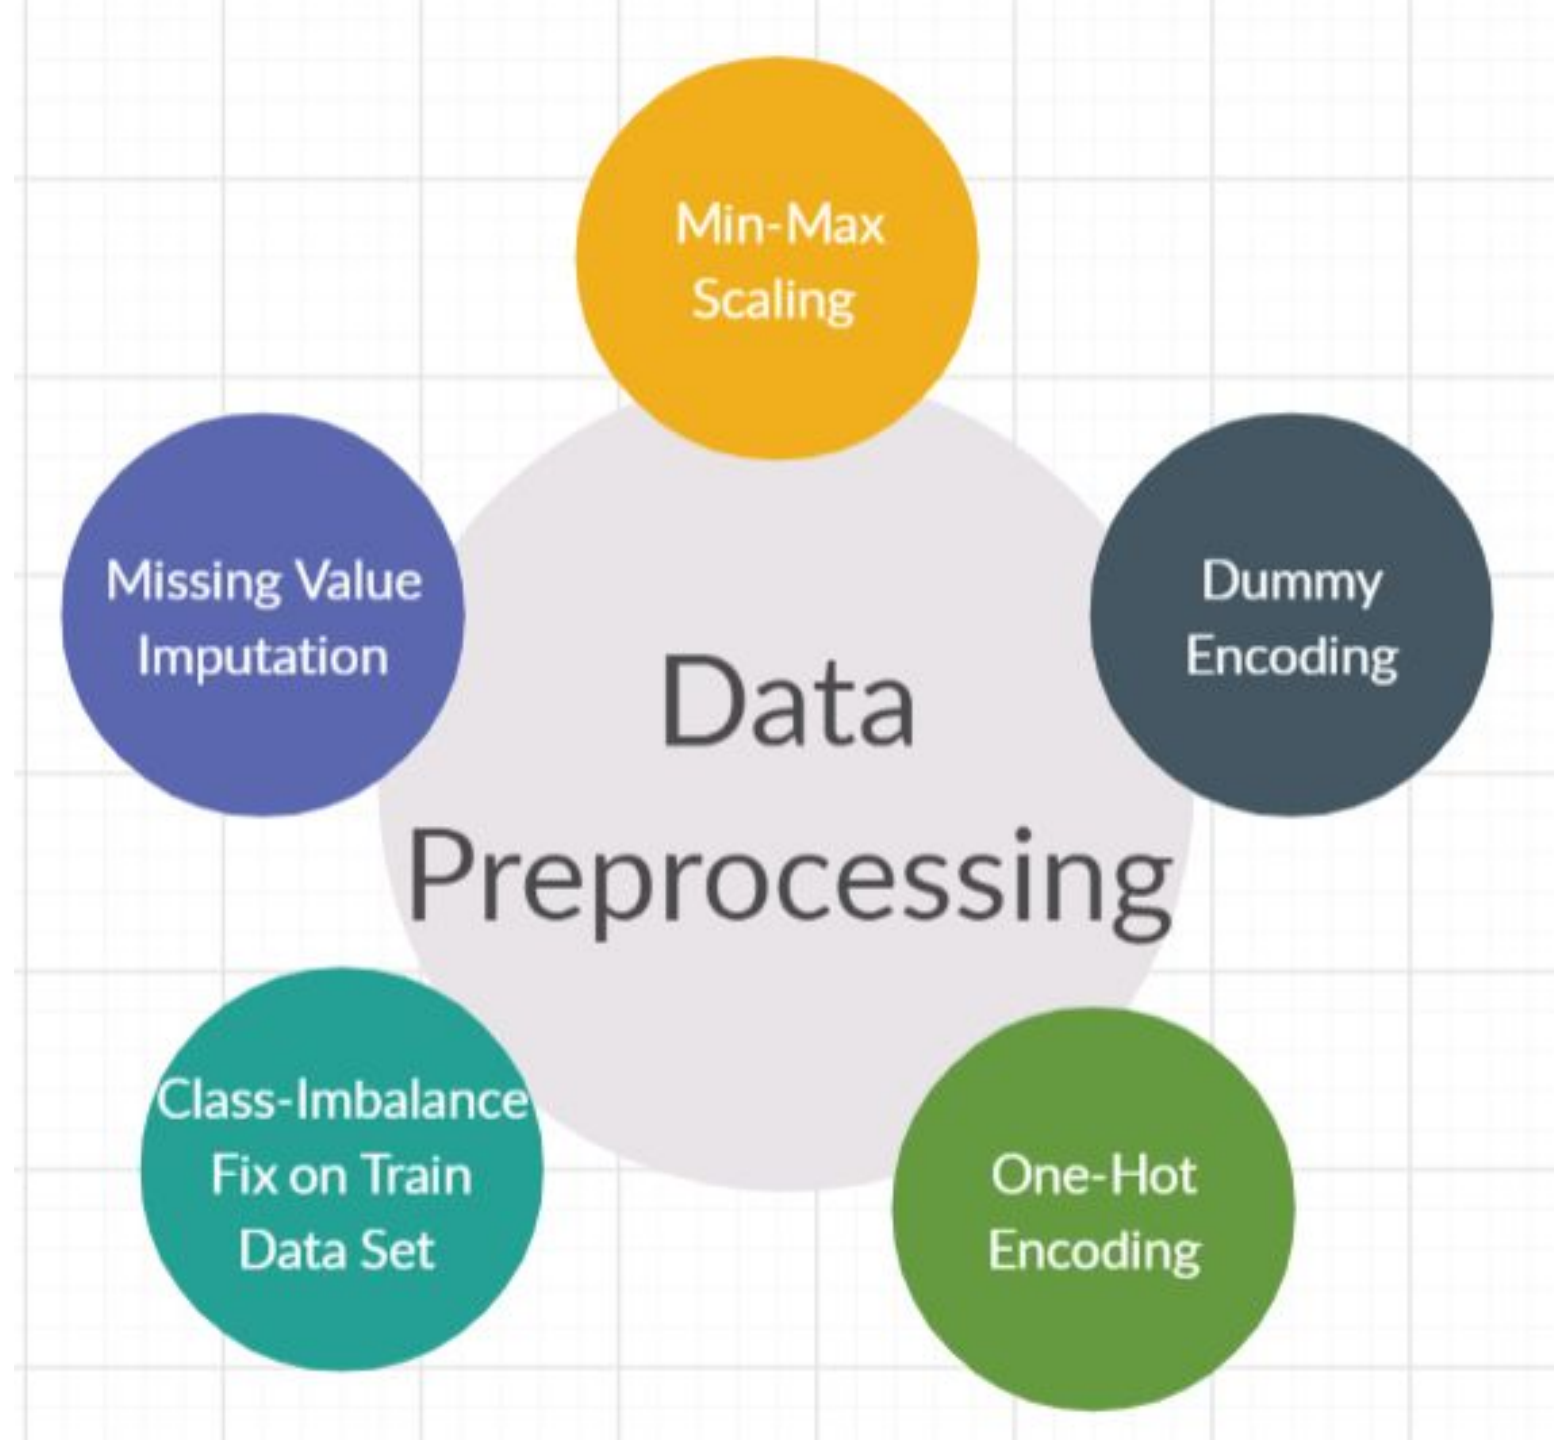 Min-Max
Scaling
Missing Value
Imputation
Dummy
Encoding
Data
Preprocessing
Class-Imbalance
Fix on Train
Data Set
One-Hot
Encoding